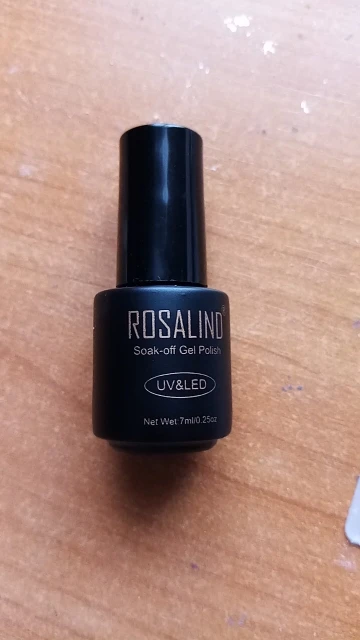 ROSALIND®
Soak-off Gel Polish
UV&LED
Net Wet:7ml/0.25oz